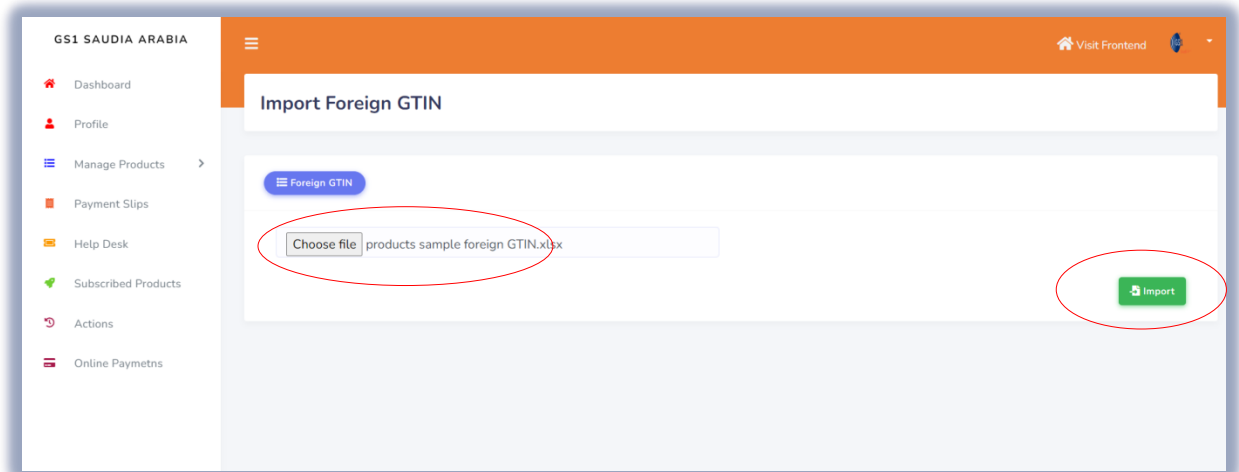 GS1 SAUDIA ARABIA
Visit Frontend
Dashboard
Profile
Manage Products
Payment Slips
Help Desk
Subscribed Products
Actions
Online Paymetns
Import Foreign GTIN
Foreign GTIN
Choose file products sample foreign GTIN.xlsx
Import